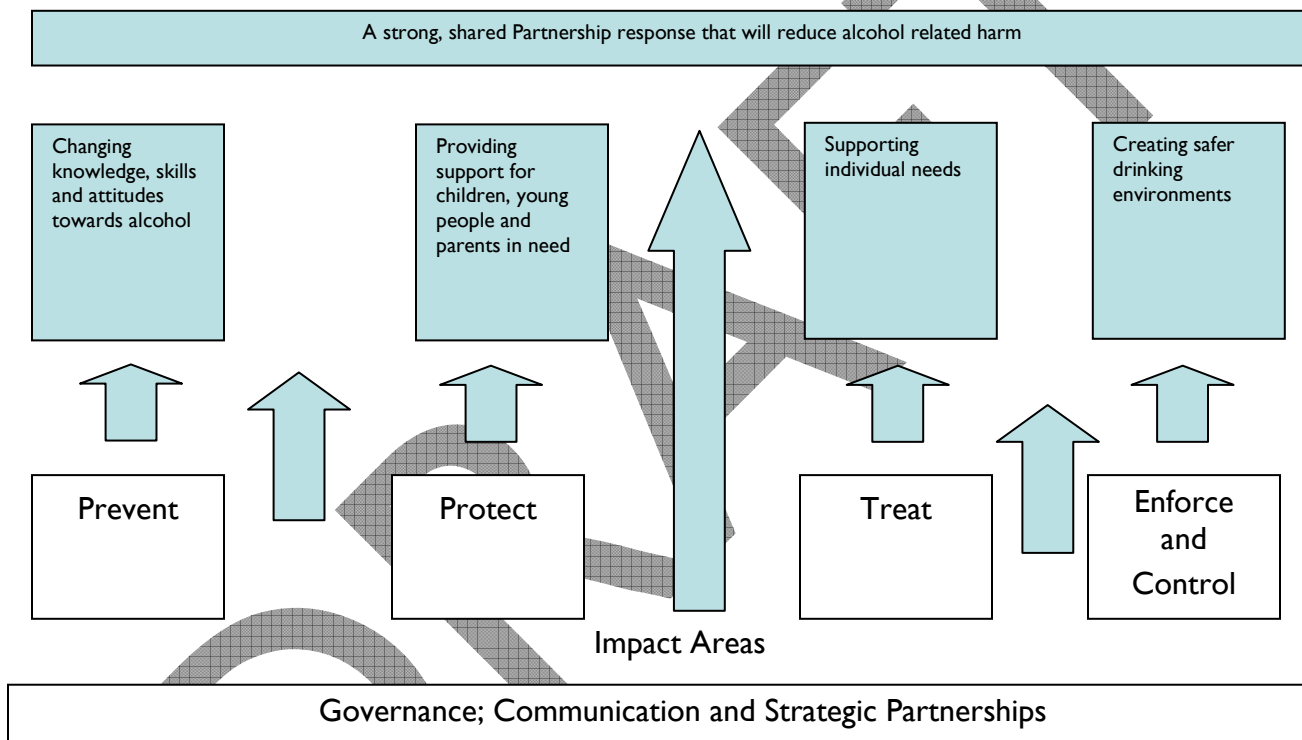 A strong, shared Partnership response that will reduce alcohol related harm
Changing
knowledge, skills
and attitudes
towards alcohol
Providing
support for
children, young
people and
parents in need
Supporting
individual needs
Creating safer
drinking
environments
Prevent
Protect
Treat
Enforce
and
Control
Impact Areas
Governance; Communication and Strategic Partnerships